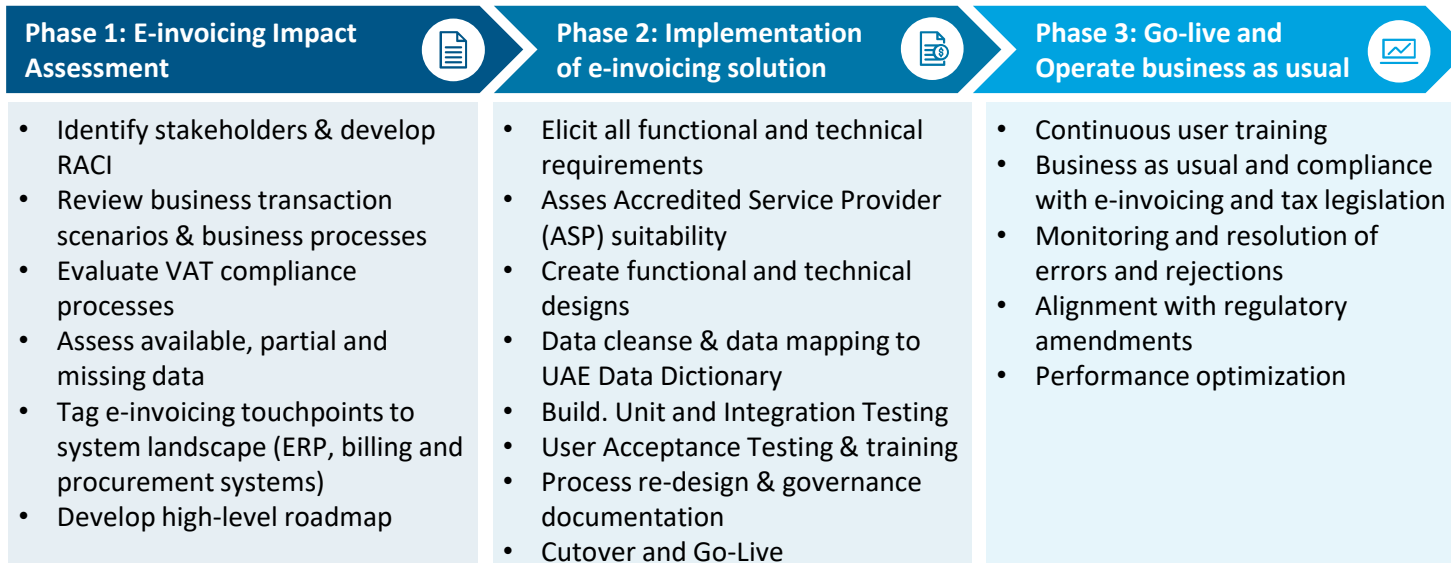 Phase 1: E-invoicing Impact
Assessment
• Identify stakeholders & develop
RACI
• Review business transaction
scenarios & business processes
• Evaluate VAT compliance
processes
• Assess available, partial and
missing data
• Tag e-invoicing touchpoints to
system landscape (ERP, billing and
procurement systems)
• Develop high-level roadmap
Phase 2: Implementation
of e-invoicing solution
• Elicit all functional and technical
requirements
• Asses Accredited Service Provider
(ASP) suitability
• Create functional and technical
designs
• Data cleanse & data mapping to
UAE Data Dictionary
• Build. Unit and Integration Testing
• User Acceptance Testing & training
• Process re-design & governance
documentation
• Cutover and Go-Live
Phase 3: Go-live and
Operate business as usual
• Continuous user training
• Business as usual and compliance
with e-invoicing and tax legislation
• Monitoring and resolution of
errors and rejections
• Alignment with regulatory
amendments
• Performance optimization